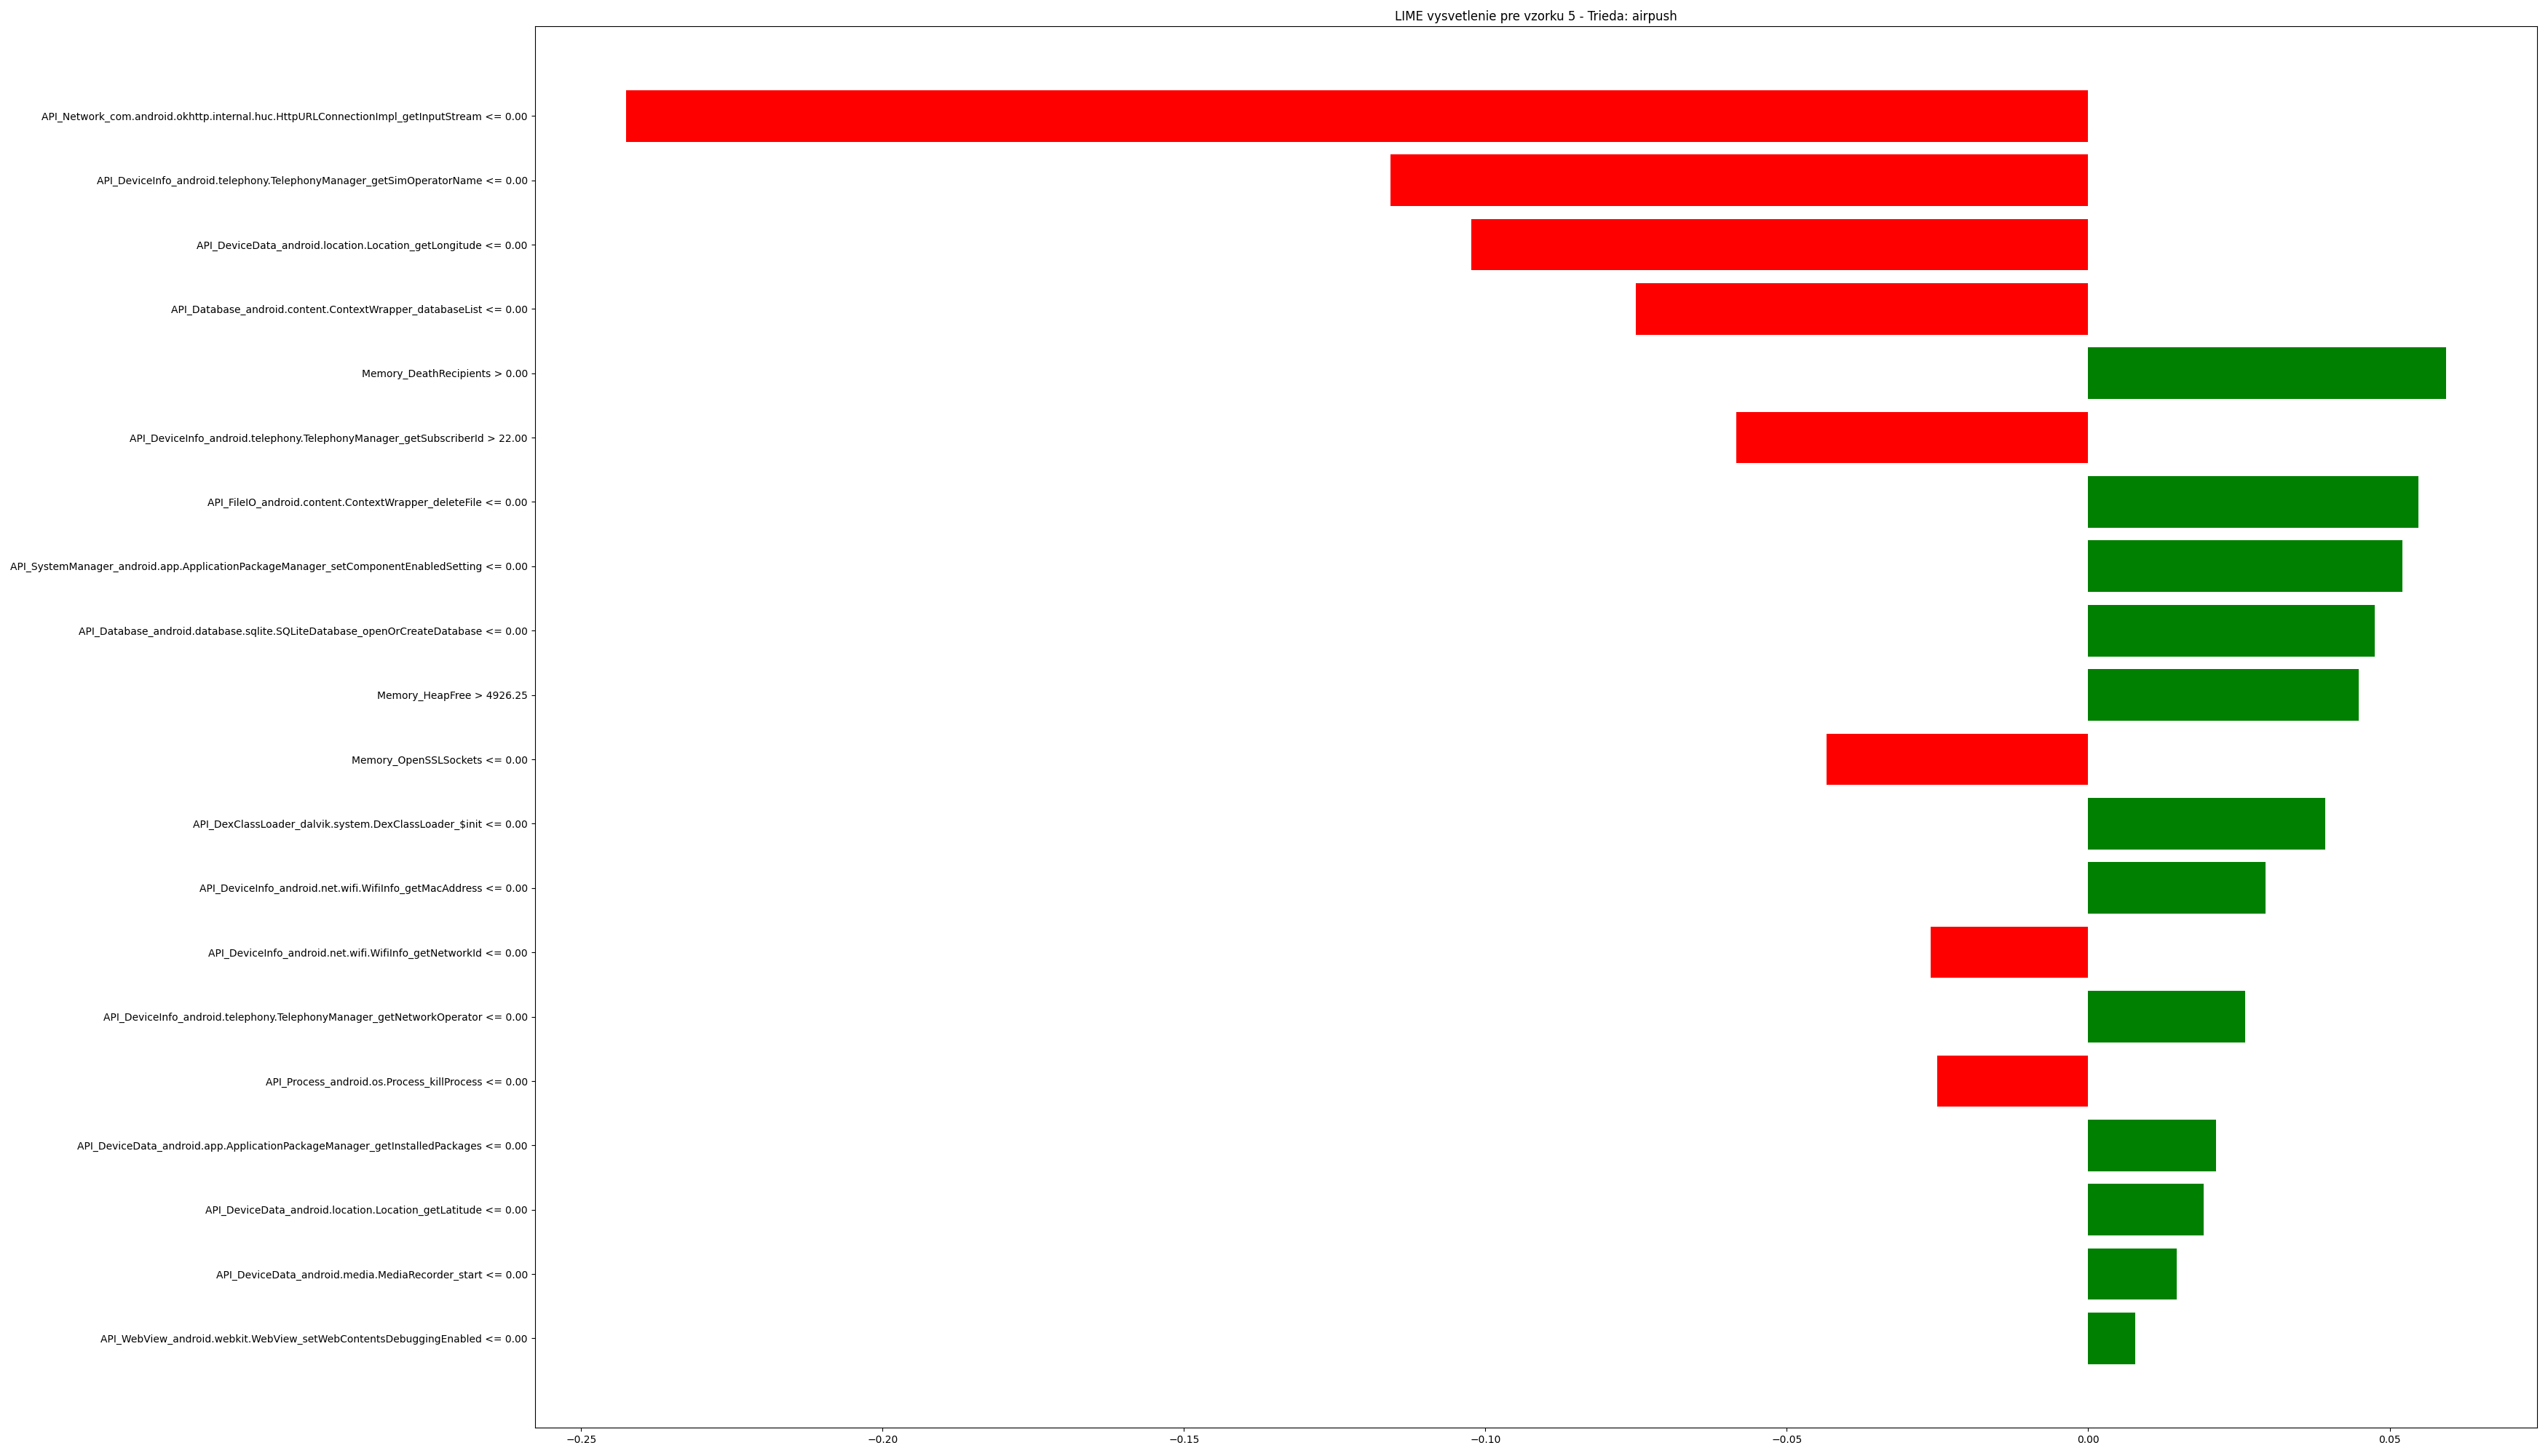 LIME vysvetlenie pre vzorku 5 - Trieda: airpush
API_Network_com.android.okhttp.internal.huc.HttpURLConnectionImpl_getInputStream <= 0.00
API_DeviceInfo_android.telephony.TelephonyManager_getSimOperatorName <= 0.00
API_DeviceData_android.location.Location_getLongitude <= 0.00
API_Database_android.content.ContextWrapper_databaseList <= 0.00
Memory_DeathRecipients > 0.00
API_DeviceInfo_android.telephony.TelephonyManager_getSubscriberId > 22.00
API_FileIO_android.content.ContextWrapper_deleteFile <= 0.00
API_SystemManager_android.app.ApplicationPackageManager_setComponentEnabledSetting <= 0.00
API_Database_android.database.sqlite.SQLiteDatabase_openOrCreateDatabase <= 0.00
Memory_HeapFree > 4926.25
Memory_OpenSSLSockets <= 0.00
API_DexClassLoader_dalvik.system.DexClassLoader_$init <= 0.00
API_DeviceInfo_android.net.wifi.WifiInfo_getMacAddress <= 0.00
API_DeviceInfo_android.net.wifi.WifiInfo_getNetworkId <= 0.00
API_DeviceInfo_android.telephony.TelephonyManager_getNetworkOperator <= 0.00
API_Process_android.os.Process_killProcess <= 0.00
API_DeviceData_android.app.ApplicationPackageManager_getInstalledPackages <= 0.00
API_DeviceData_android.location.Location_getLatitude <= 0.00
API_DeviceData_android.media.MediaRecorder_start <= 0.00
API_WebView_android.webkit.WebView_setWebContentsDebuggingEnabled <= 0.00
−0.25 −0.20 −0.15 −0.10 −0.05 0.00 0.05